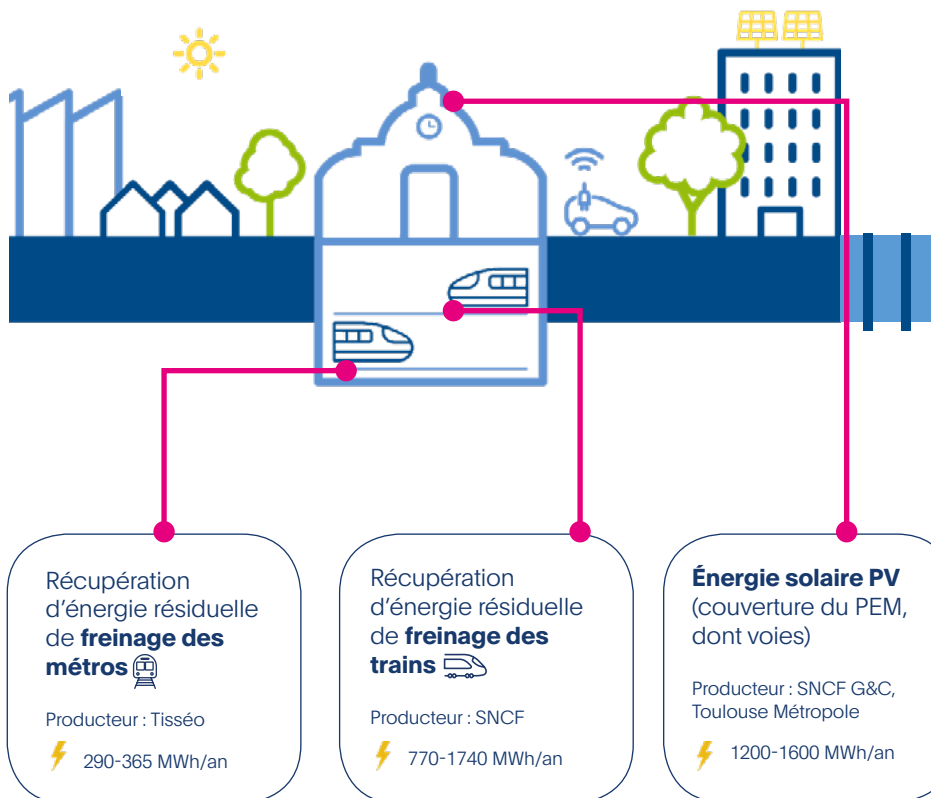 Récupération
d'énergie résiduelle
de freinage des
métros
Producteur : Tisséo
290-365 MWh/an
Récupération
d'énergie résiduelle
de freinage des
trains
Producteur : SNCF
770-1740 MWh/an
Énergie solaire PV
(couverture du PEM,
dont voies)
Producteur : SNCF G&C,
Toulouse Métropole
1200-1600 MWh/an